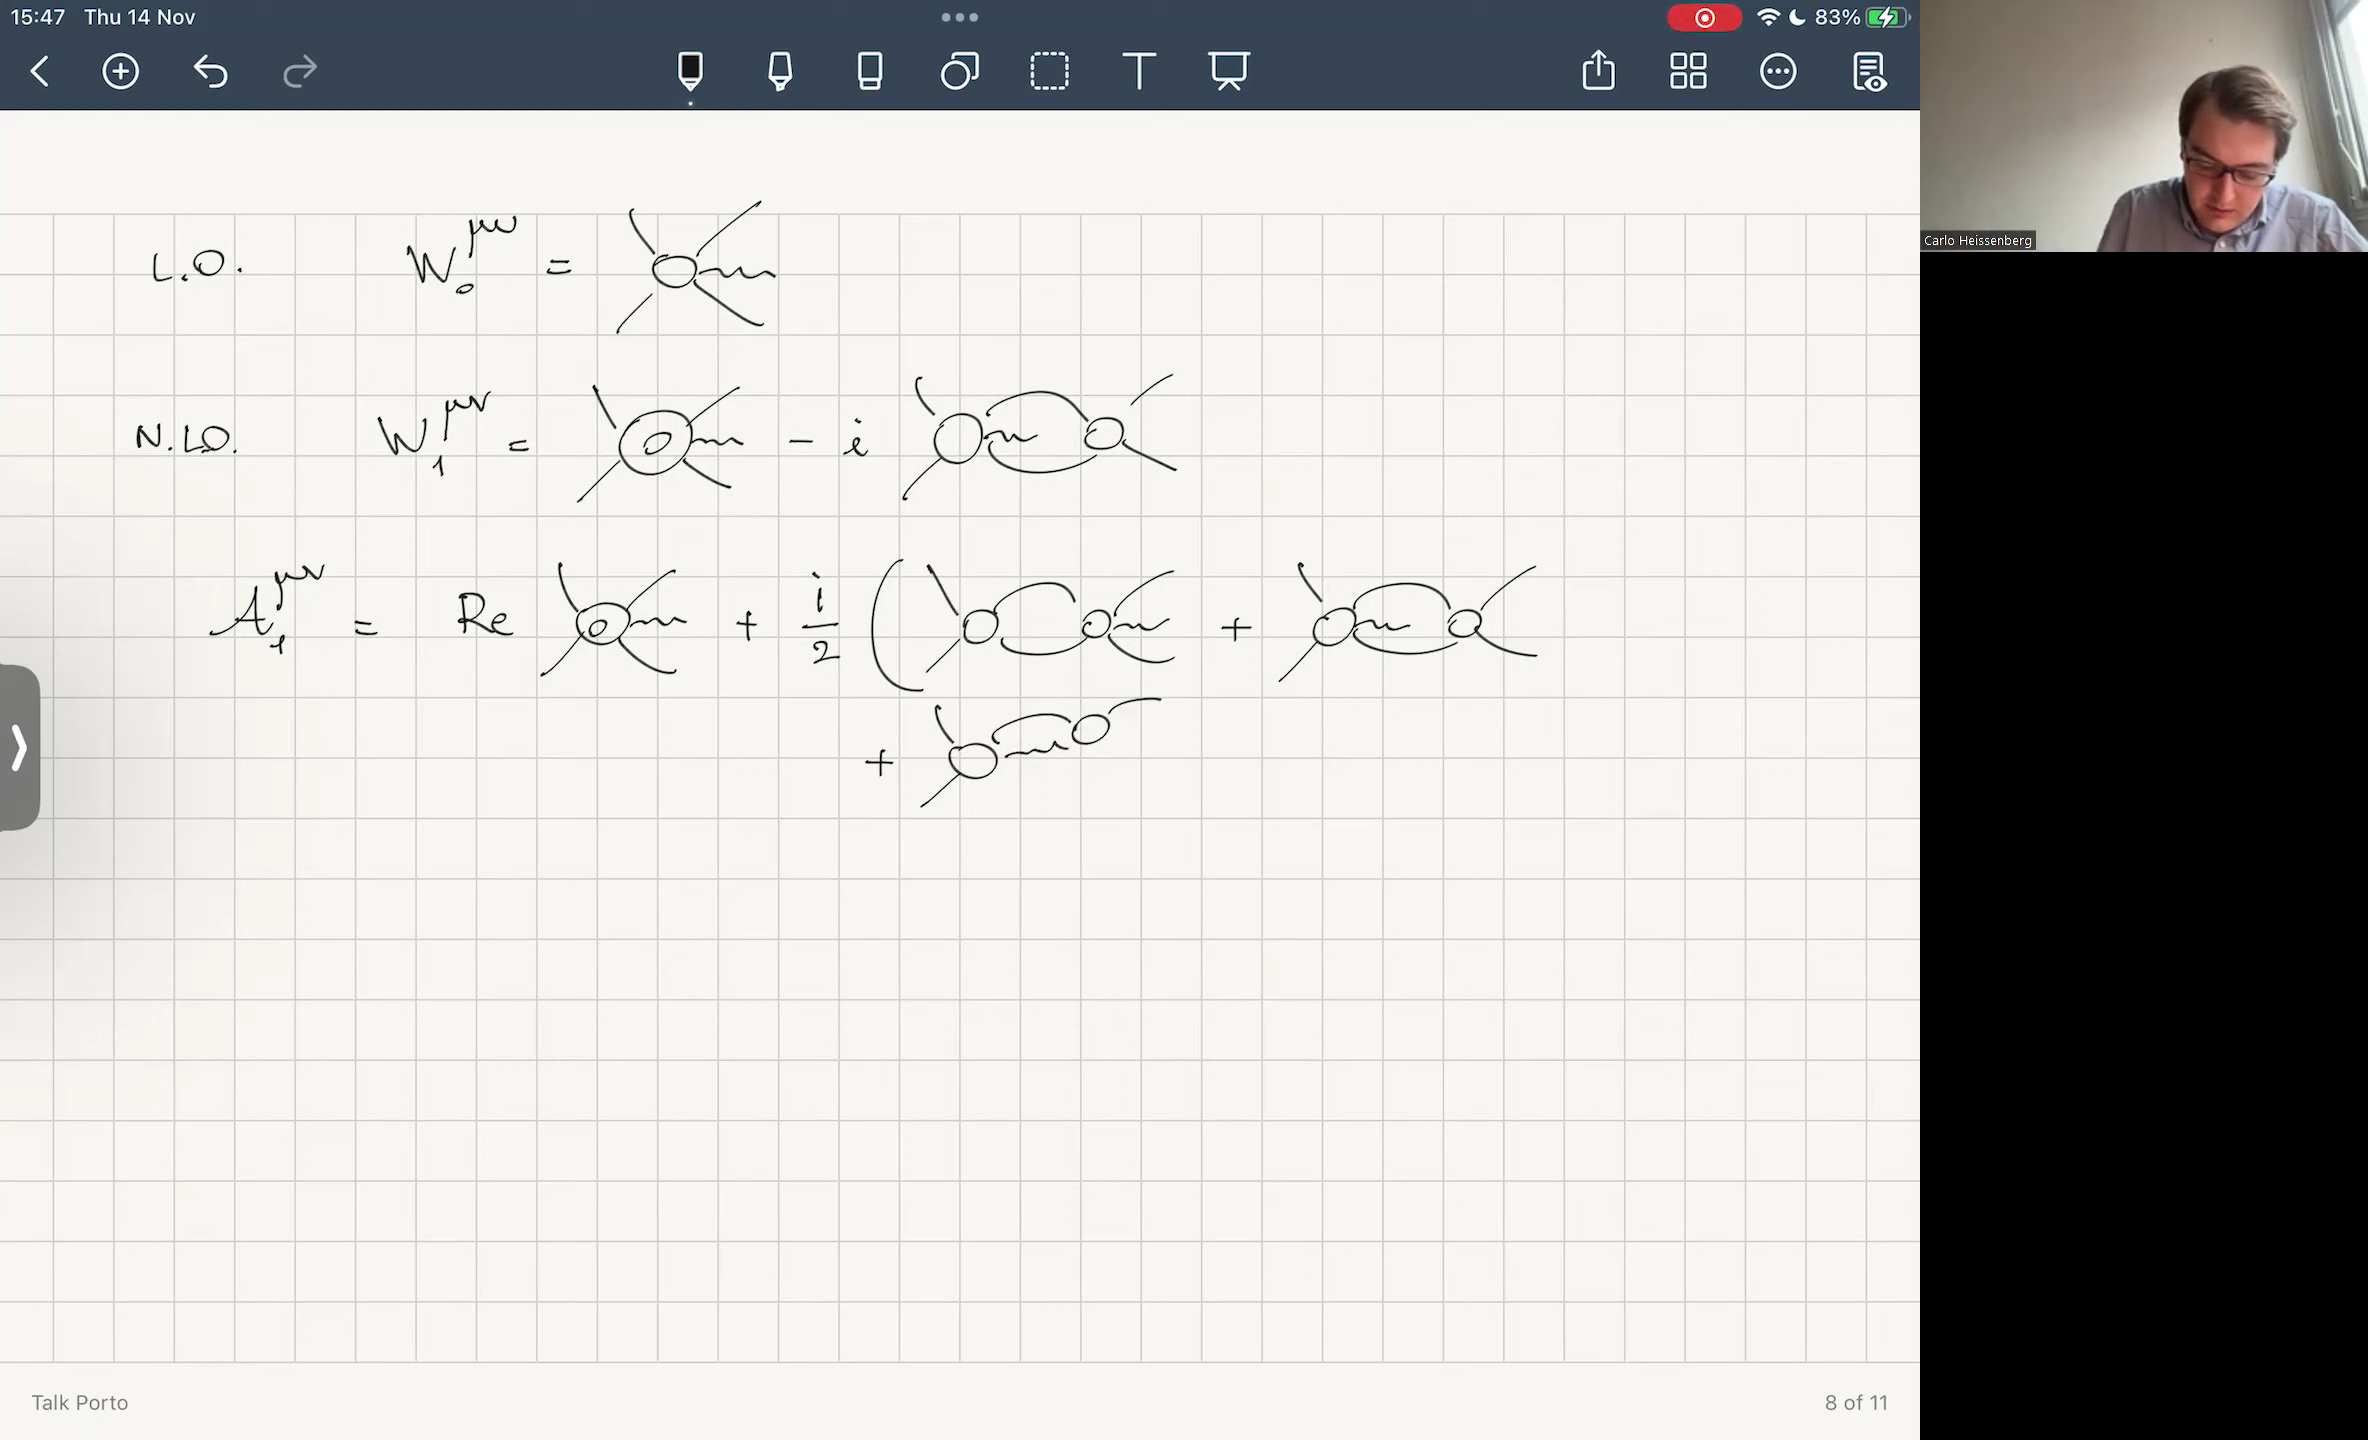 15:47 Thu 14 Nov
83%
T
Carlo Heissenberg
L.O. W₀^μν =
N.L.O. W₁^μν = - i
A₁^μν = Re + i/2 ( +
+
Talk Porto
8 of 11